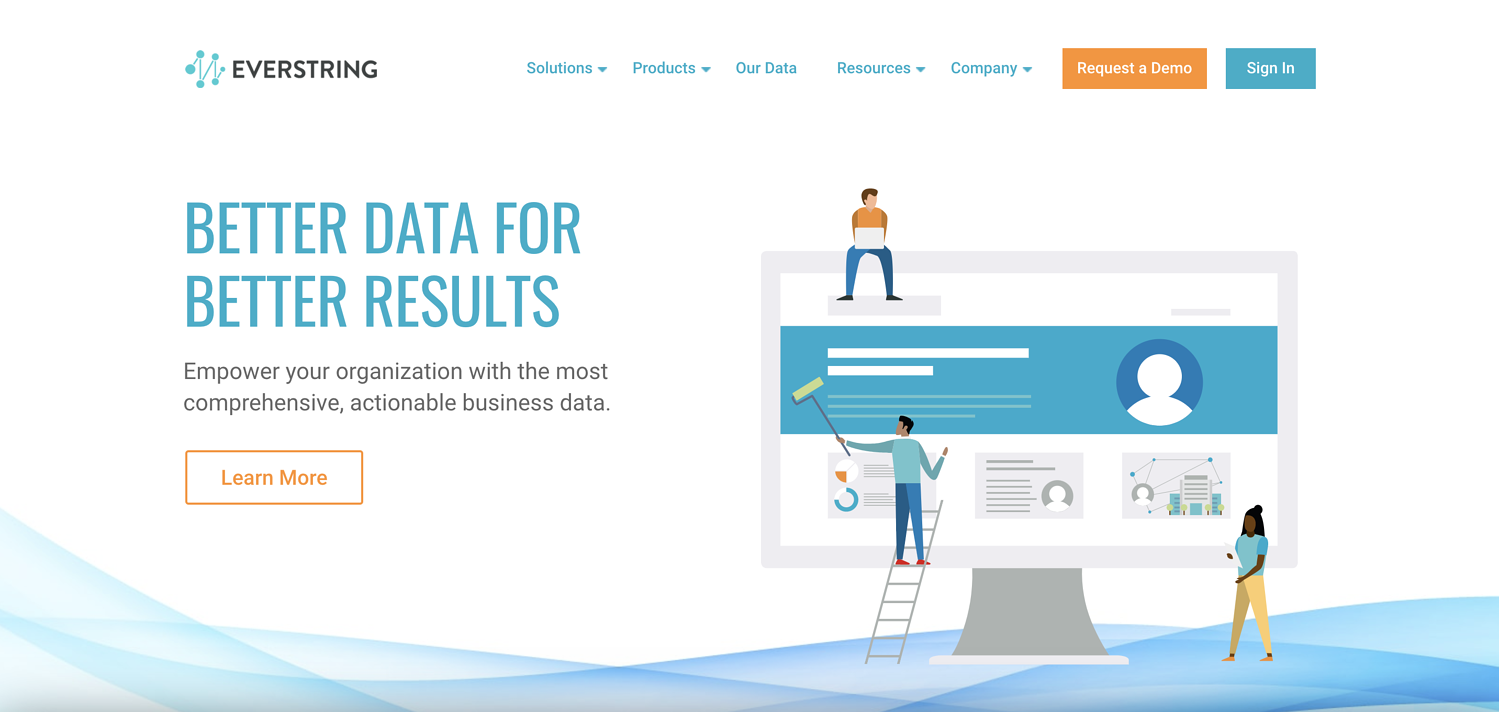 EVERSTRING
Solutions
Products
Our Data
Resources
Company
Request a Demo
Sign In
BETTER DATA FOR
BETTER RESULTS
Empower your organization with the most
comprehensive, actionable business data.
Learn More